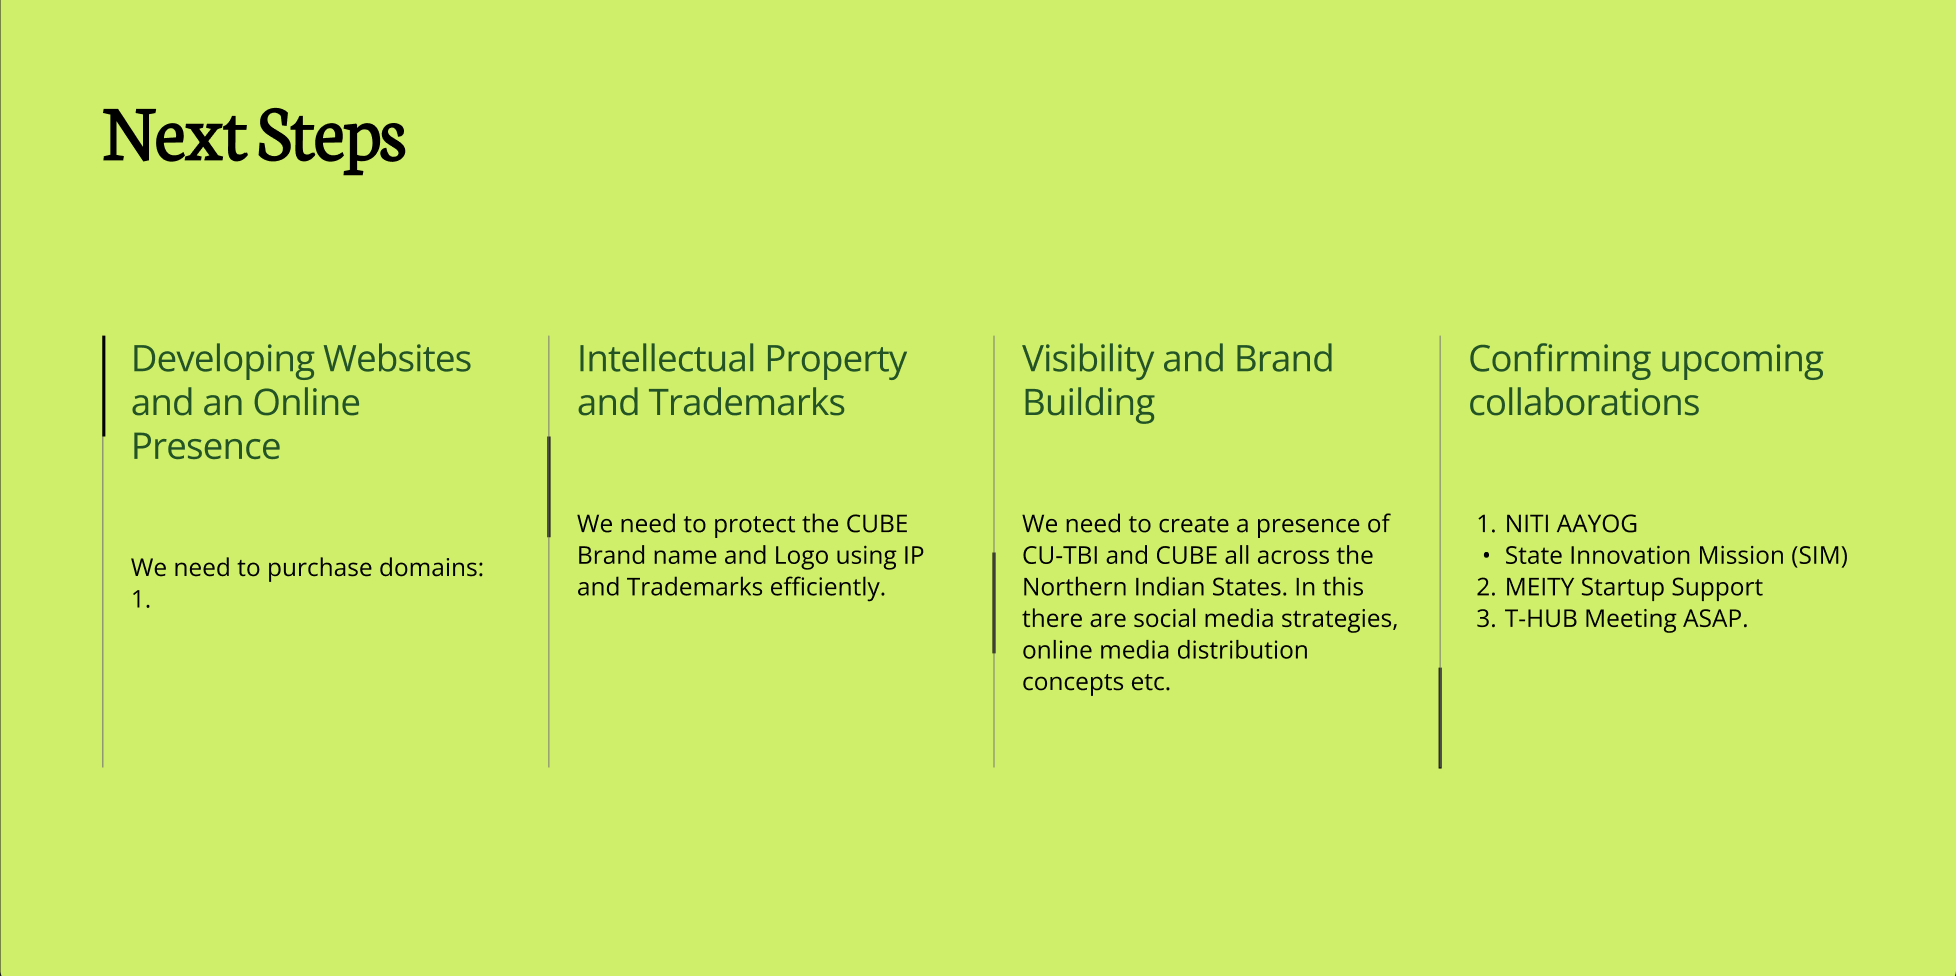 Next Steps
Developing Websites
and an Online
Presence
We need to purchase domains:
1.
Intellectual Property
and Trademarks
We need to protect the CUBE
Brand name and Logo using IP
and Trademarks efficiently.
Visibility and Brand
Building
We need to create a presence of
CU-TBI and CUBE all across the
Northern Indian States. In this
there are social media strategies,
online media distribution
concepts etc.
Confirming upcoming
collaborations
1. NITI AAYOG
• State Innovation Mission (SIM)
2. MEITY Startup Support
3. T-HUB Meeting ASAP.